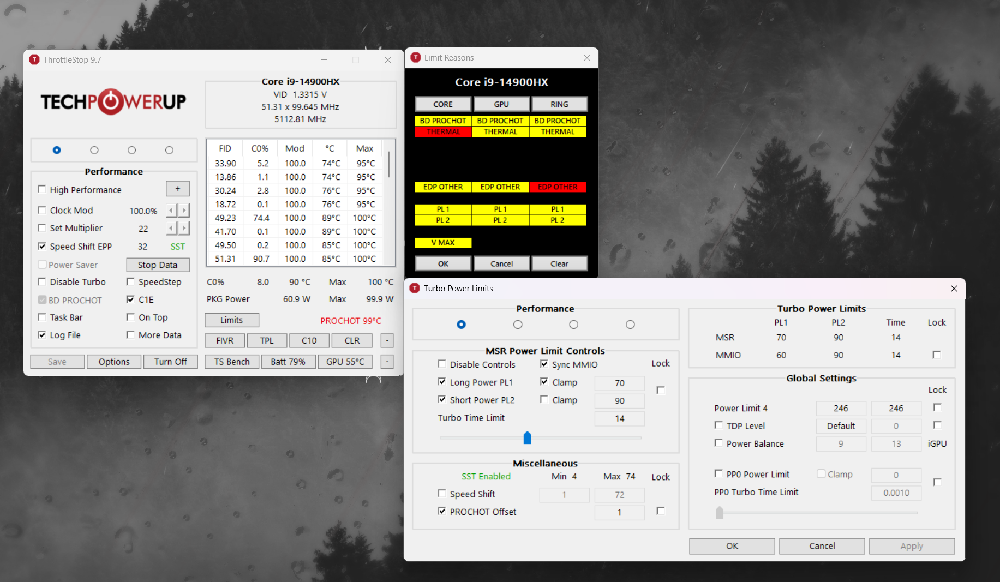 ThrottleStop 9.7
TECHPOWERUP
Core i9-14900HX
VID 1.3315 V
51.31 x 99.645 MHz
5112.81 MHz
Performance
High Performance +
Clock Mod 100.0%
Set Multiplier 22
Speed Shift EPP 32 SST
Power Saver Stop Data
Disable Turbo SpeedStep
BD PROCHOT C1E
Task Bar On Top
Log File More Data
Save Options Turn Off
FID C0% Mod °C Max
33.90 5.2 100.0 74°C 95°C
13.86 1.1 100.0 74°C 95°C
30.24 2.8 100.0 76°C 95°C
18.72 0.1 100.0 76°C 95°C
49.23 74.4 100.0 89°C 100°C
41.70 0.1 100.0 89°C 100°C
49.50 0.2 100.0 85°C 100°C
51.31 90.7 100.0 85°C 100°C
C0% 8.0 90 °C Max 100 °C
PKG Power 60.9 W Max 99.9 W
Limits PROCHOT 99°C
FIVR TPL C10 CLR -
TS Bench Batt 79% GPU 55°C -
Limit Reasons
Core i9-14900HX
CORE GPU RING
BD PROCHOT BD PROCHOT BD PROCHOT
THERMAL THERMAL THERMAL
EDP OTHER EDP OTHER EDP OTHER
PL 1 PL 1 PL 1
PL 2 PL 2 PL 2
V MAX
OK Cancel Clear
Turbo Power Limits
Performance
MSR Power Limit Controls
Disable Controls Sync MMIO Lock
Long Power PL1 Clamp 70
Short Power PL2 Clamp 90
Turbo Time Limit 14
Miscellaneous
SST Enabled Min 4 Max 74 Lock
Speed Shift 1 72
PROCHOT Offset 1
Turbo Power Limits
PL1 PL2 Time Lock
MSR 70 90 14
MMIO 60 90 14
Global Settings
Lock
Power Limit 4 246 246
TDP Level Default 0
Power Balance 9 13 iGPU
PP0 Power Limit Clamp 0
PP0 Turbo Time Limit 0.0010
OK Cancel Apply